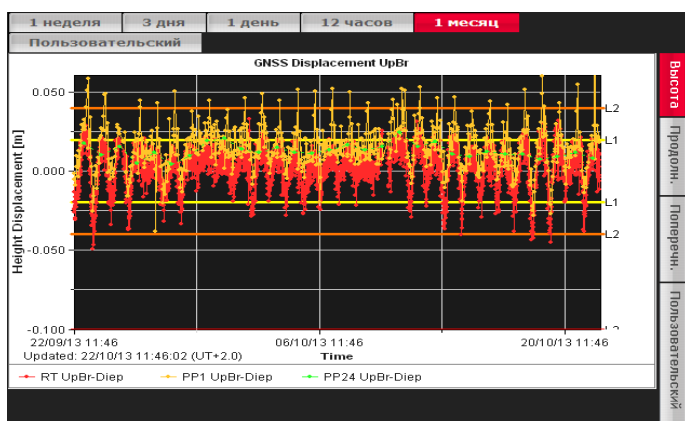 1 неделя 3 дня 1 день 12 часов 1 месяц
Пользовательский
GNSS Displacement UpBr
Height Displacement [m]
0.050
0.000
-0.050
-0.100
L2
L1
L1
L2
22/09/13 11:46 06/10/13 11:46 20/10/13 11:46
Updated: 22/10/13 11:46:02 (UT+2.0) Time
RT UpBr-Diep PP1 UpBr-Diep PP24 UpBr-Diep
Высота
Продолн.
Поперечн.
Пользовательский